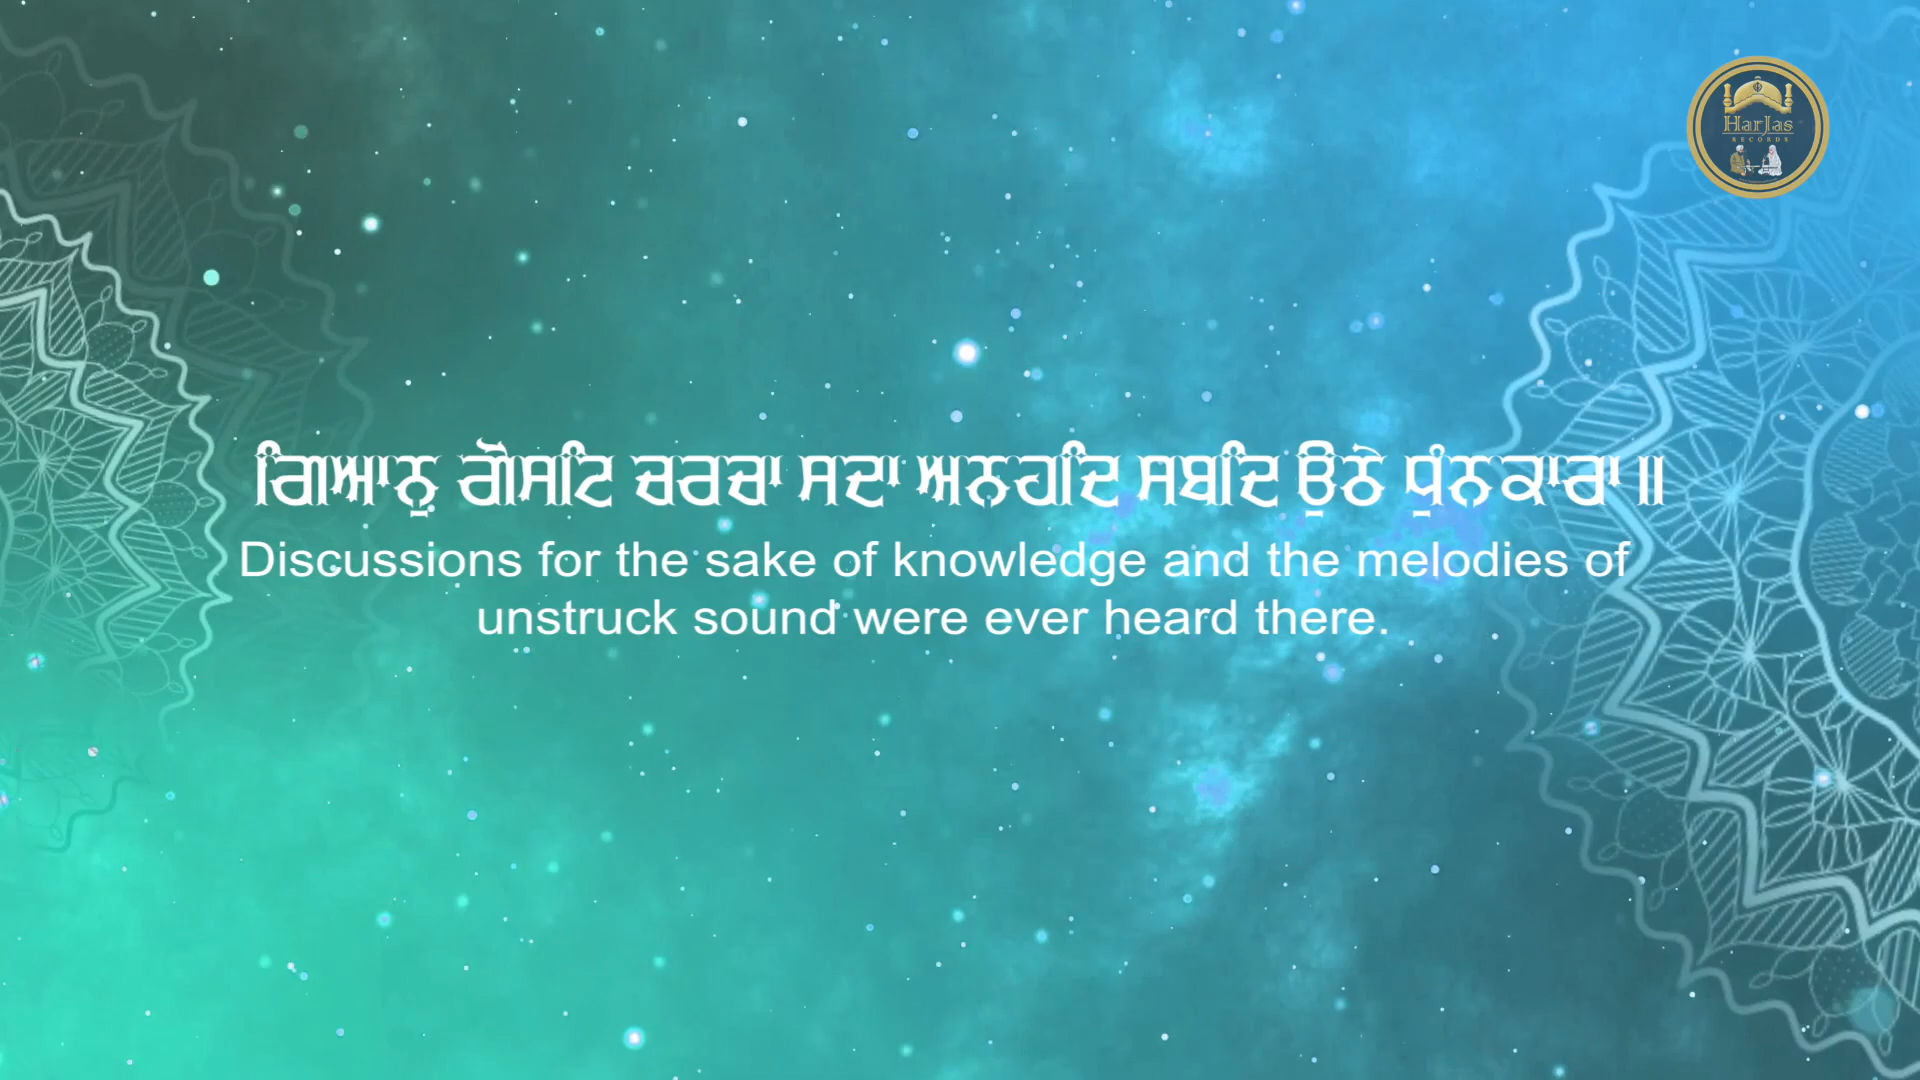 HarJas
RECORDS
ਗਿਆਨੁ ਗੋਸਟਿ ਚਰਚਾ ਸਦਾ ਅਨਹਦਿ ਸਬਦਿ ਉਠੇ ਧੁੰਨਕਾਰਾ॥
Discussions for the sake of knowledge and the melodies of
unstruck sound were ever heard there.